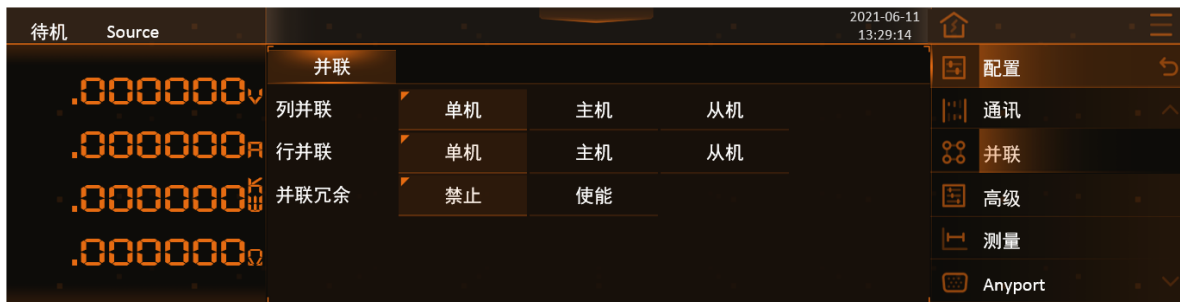 待机 Source
2021-06-11
13:29:14
.000000V
.000000A
.000000KW
.000000Ω
并联
列并联 单机 主机 从机
行并联 单机 主机 从机
并联冗余 禁止 使能
配置
通讯
并联
高级
测量
Anyport